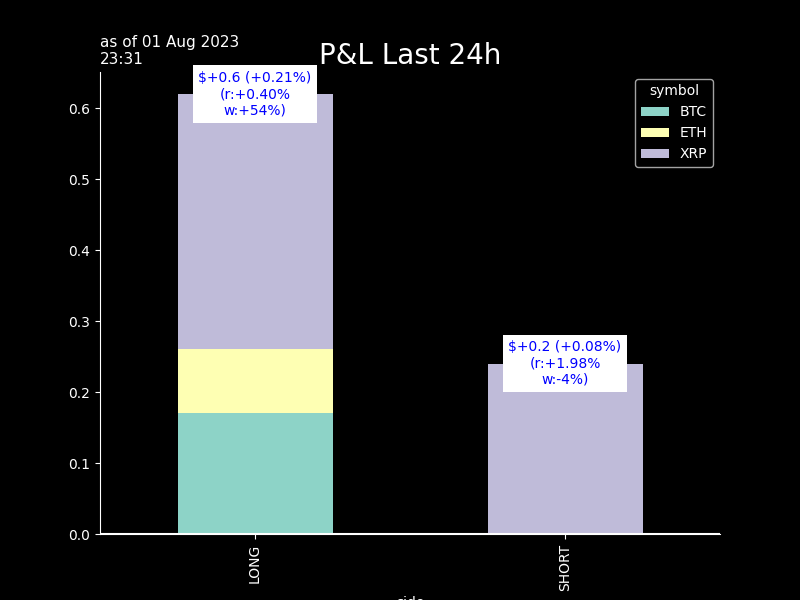 as of 01 Aug 2023
23:31
P&L Last 24h
$+0.6 (+0.21%)
(r:+0.40%
w:+54%)
symbol
BTC
ETH
XRP
0.6
0.5
0.4
0.3
0.2
0.1
0.0
$+0.2 (+0.08%)
(r:+1.98%
w:-4%)
LONG
SHORT
side